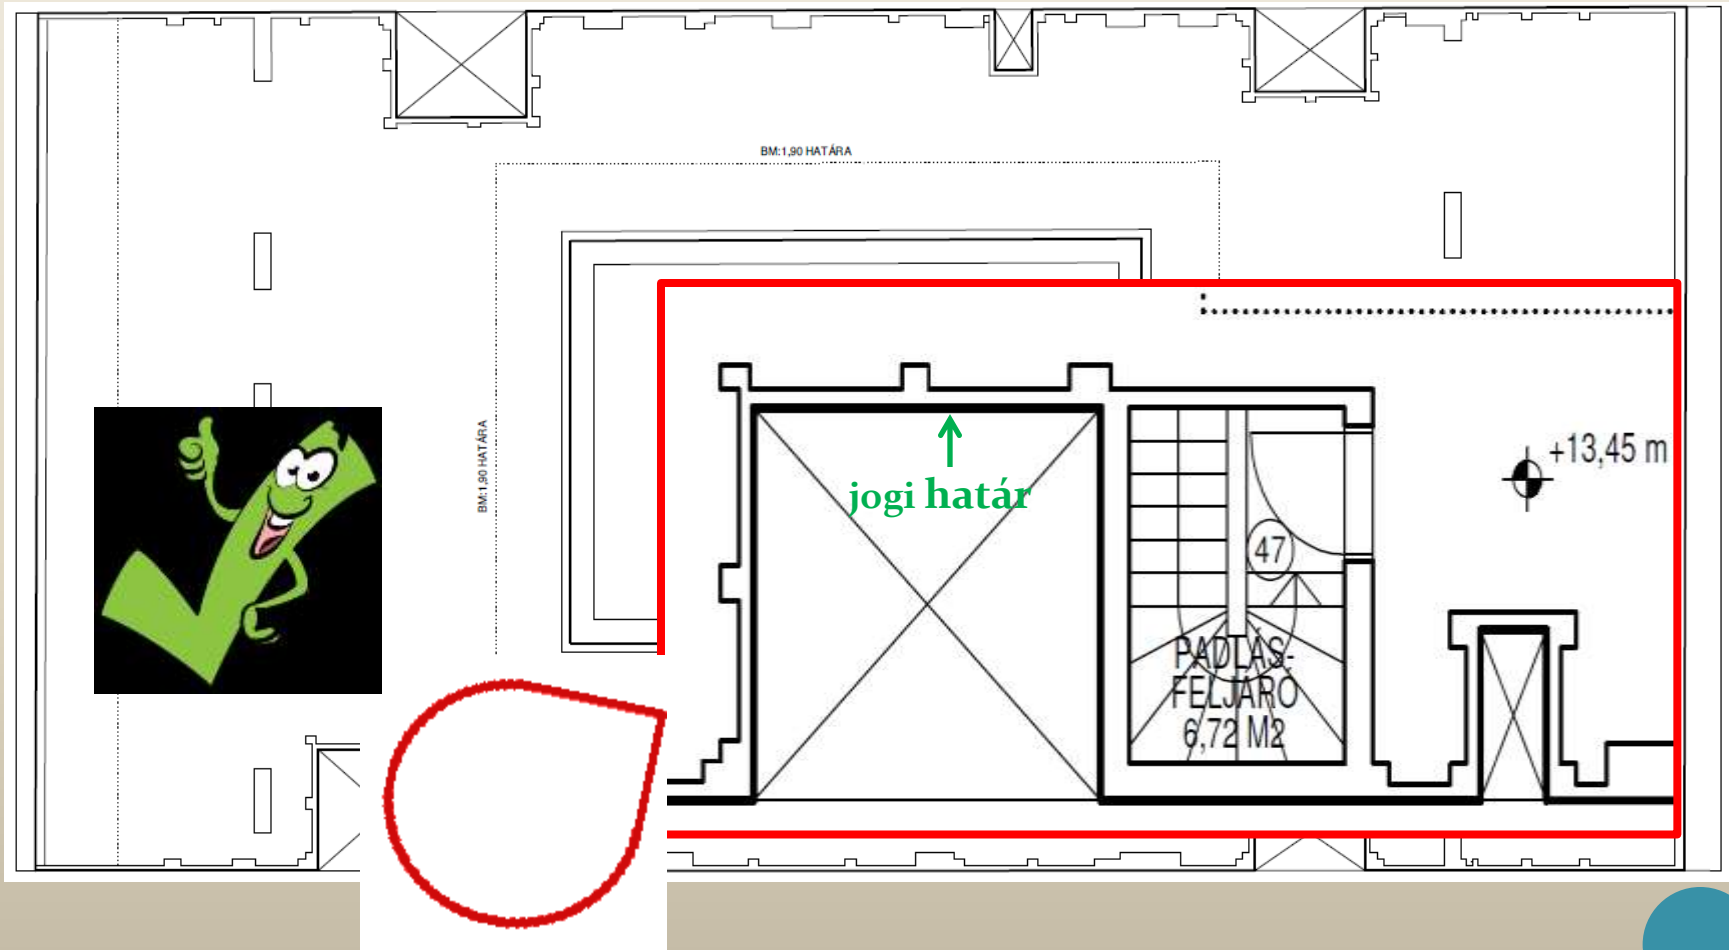 BM:1,90 HATÁRA
BM:1,90 HATÁRA
+13,45 m
jogi határ
47
PADLÁS-
FELJÁRÓ
6,72 M2